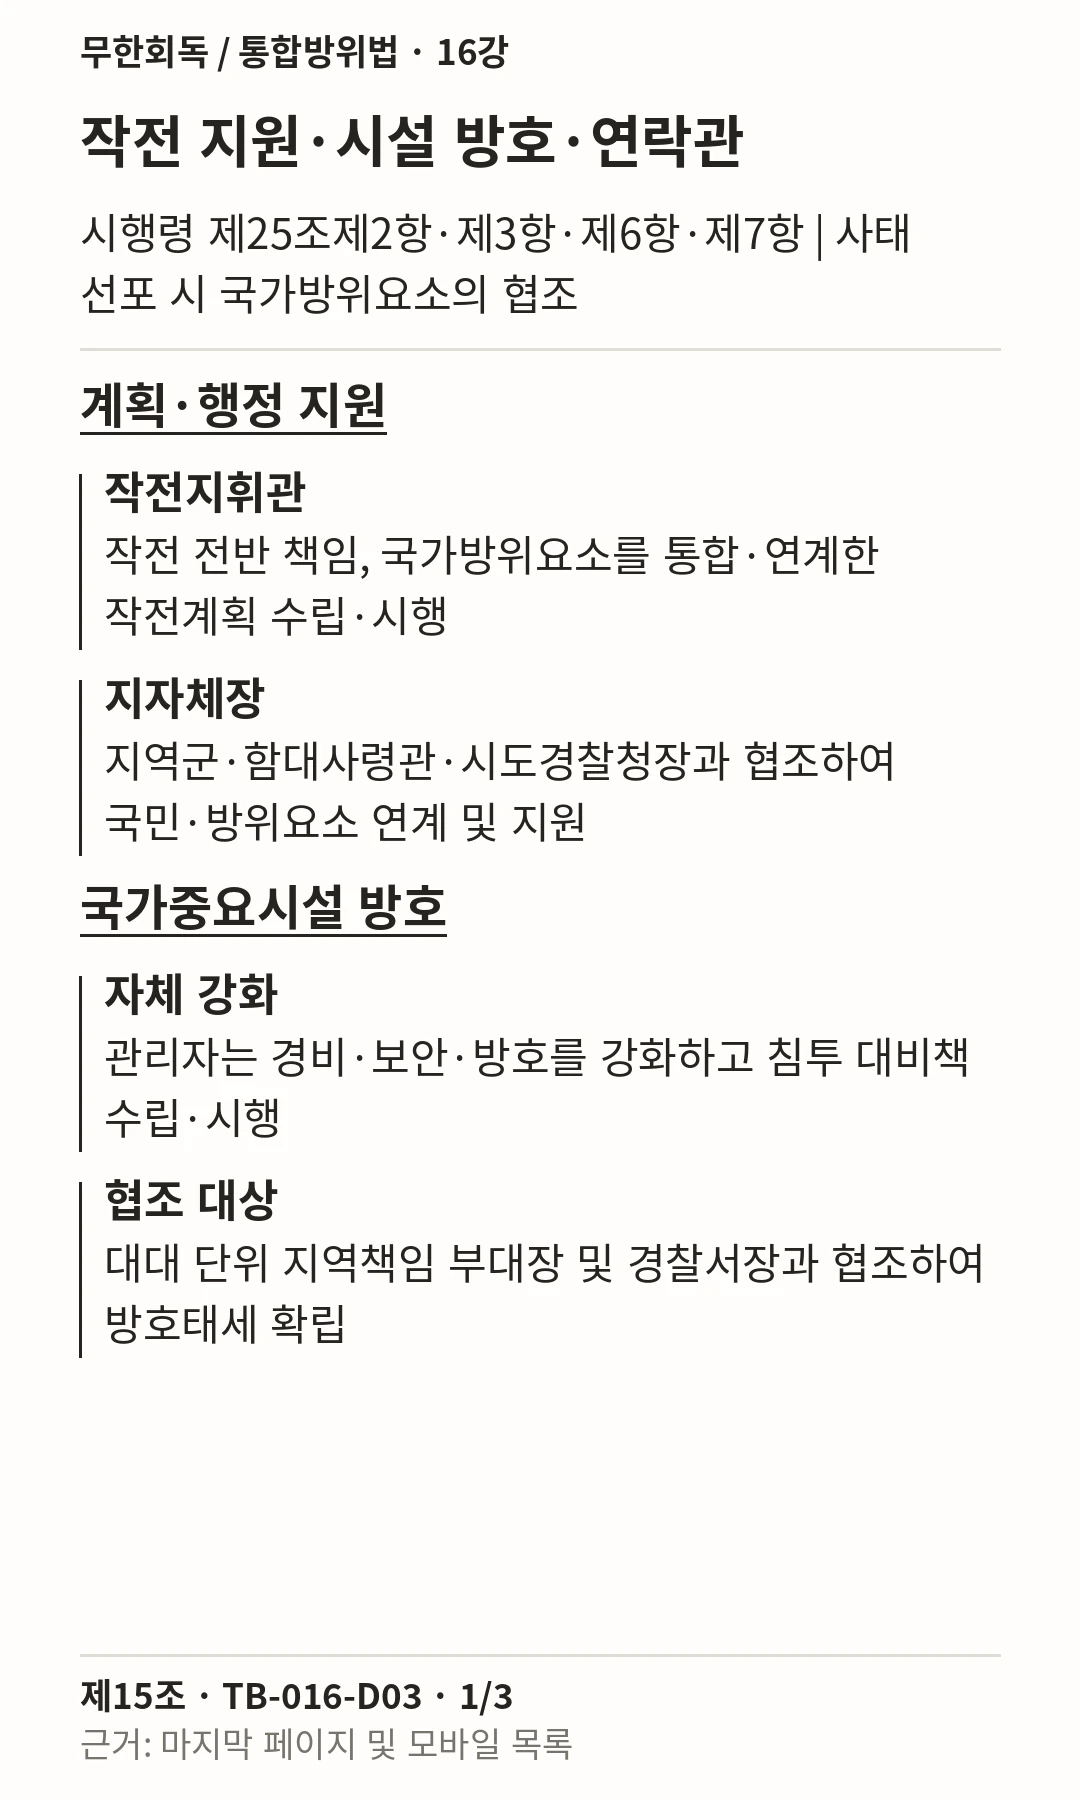 무한회독 / 통합방위법 · 16강
작전 지원·시설 방호·연락관
시행령 제25조제2항·제3항·제6항·제7항 | 사태
선포 시 국가방위요소의 협조
계획·행정 지원
작전지휘관
작전 전반 책임, 국가방위요소를 통합·연계한
작전계획 수립·시행
지자체장
지역군·함대사령관·시도경찰청장과 협조하여
국민·방위요소 연계 및 지원
국가중요시설 방호
자체 강화
관리자는 경비·보안·방호를 강화하고 침투 대비책
수립·시행
협조 대상
대대 단위 지역책임 부대장 및 경찰서장과 협조하여
방호태세 확립
제15조 · TB-016-D03 · 1/3
근거: 마지막 페이지 및 모바일 목록